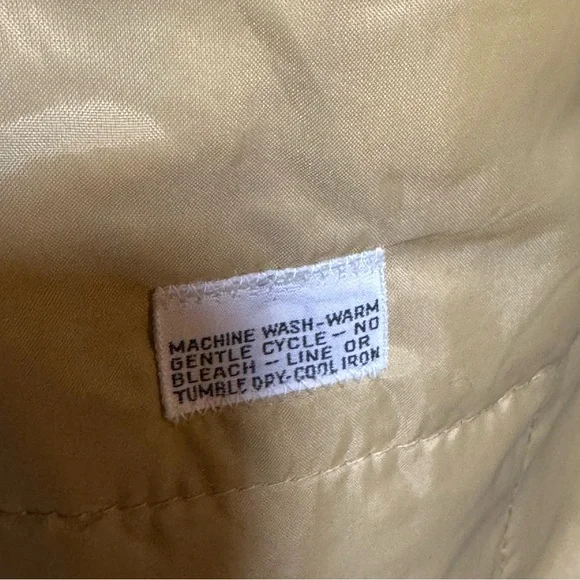 MACHINE WASH-WARM
GENTLE CYCLE - NO
BLEACH - LINE OR
TUMBLE DRY-COOL IRON